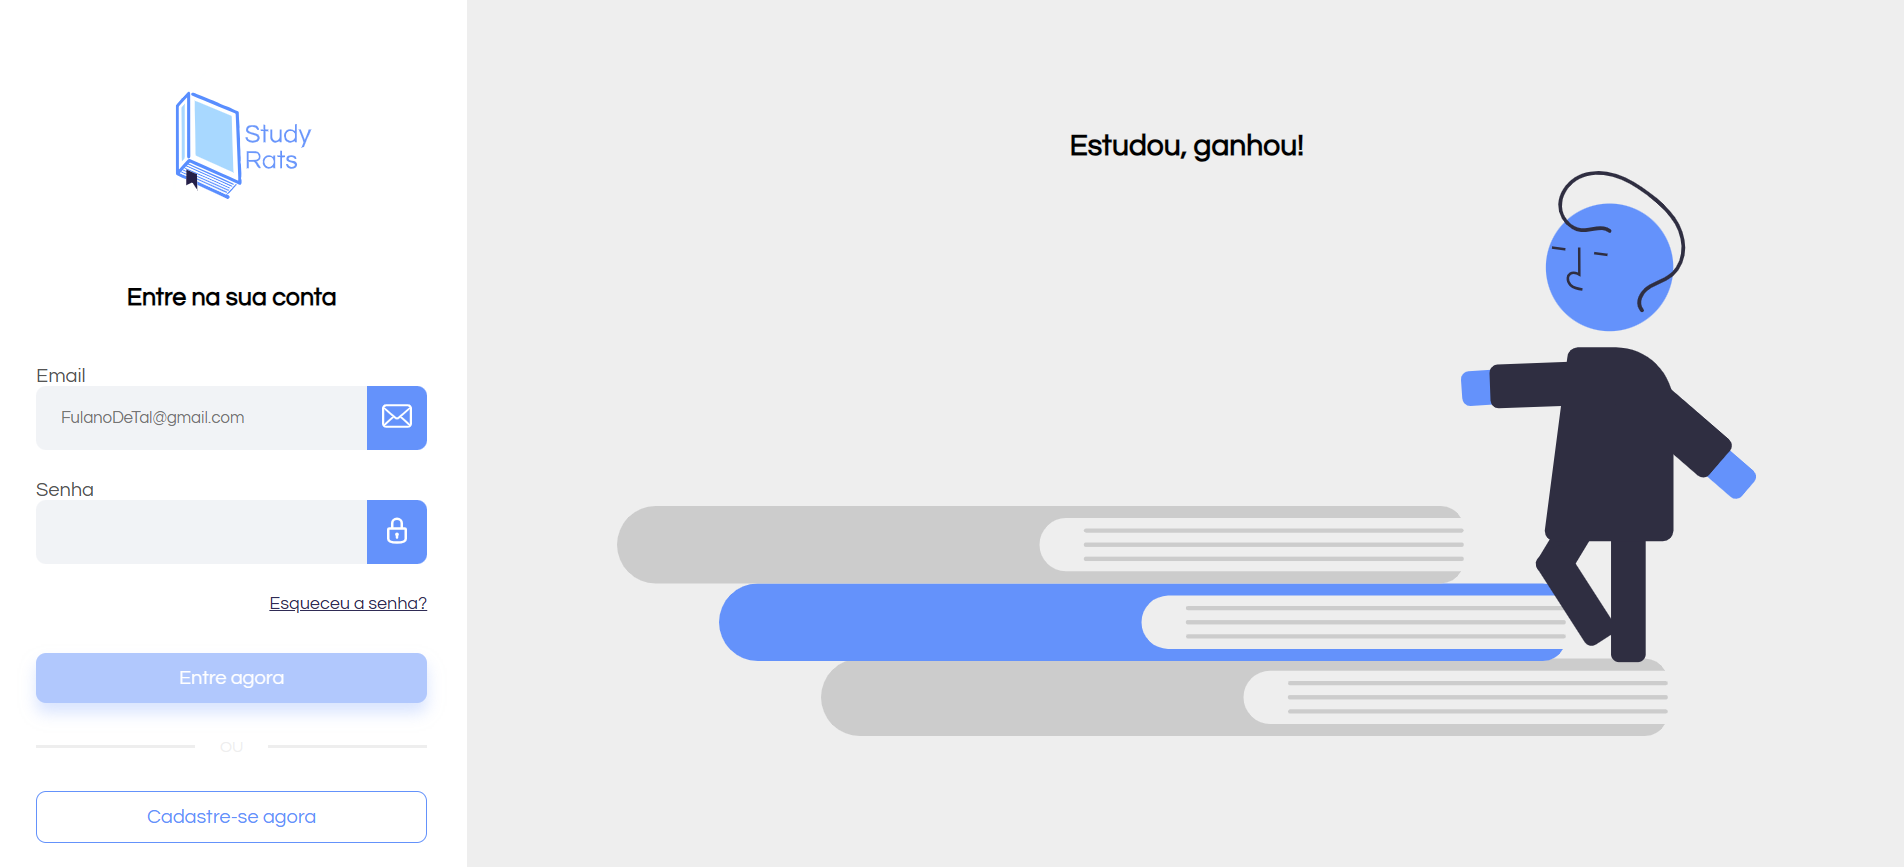 Study
Rats
Entre na sua conta
Email
FulanoDeTal@gmail.com
Senha
Esqueceu a senha?
Entre agora
OU
Cadastre-se agora
Estudou, ganhou!